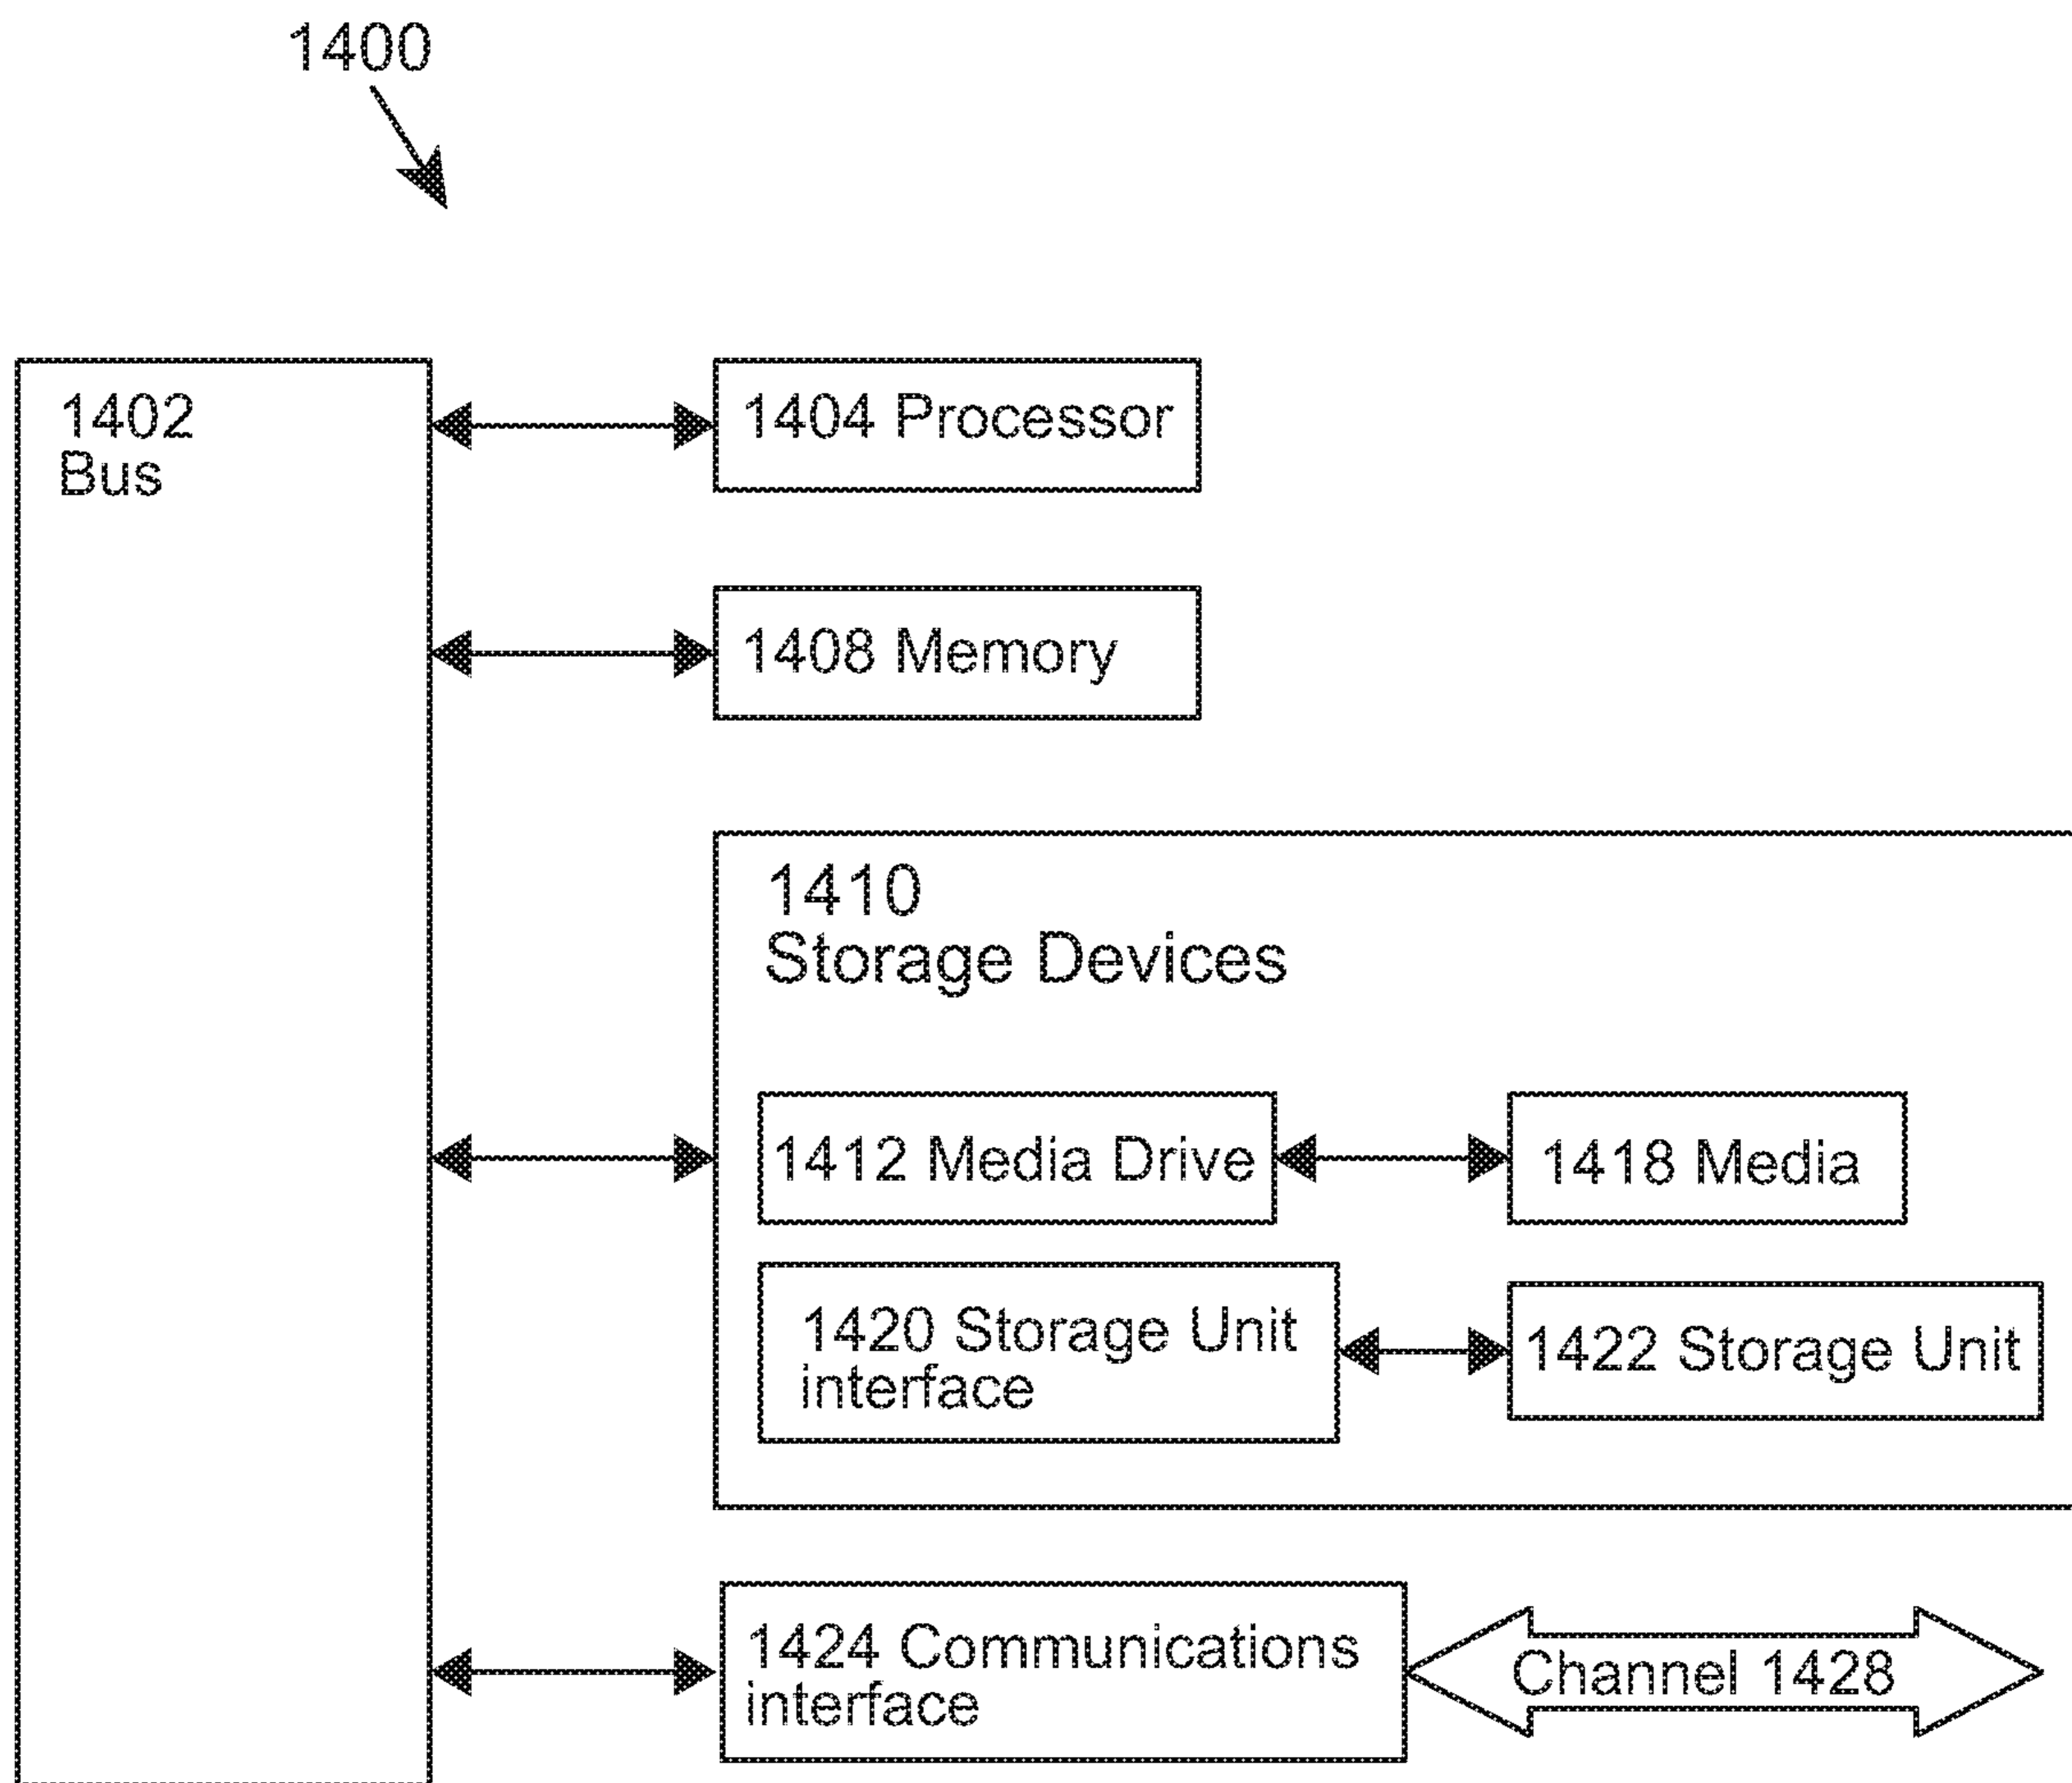 1400
1402
Bus
1404 Processor
1408 Memory
1410
Storage Devices
1412 Media Drive
1418 Media
1420 Storage Unit
interface
1422 Storage Unit
1424 Communications
interface
Channel 1428